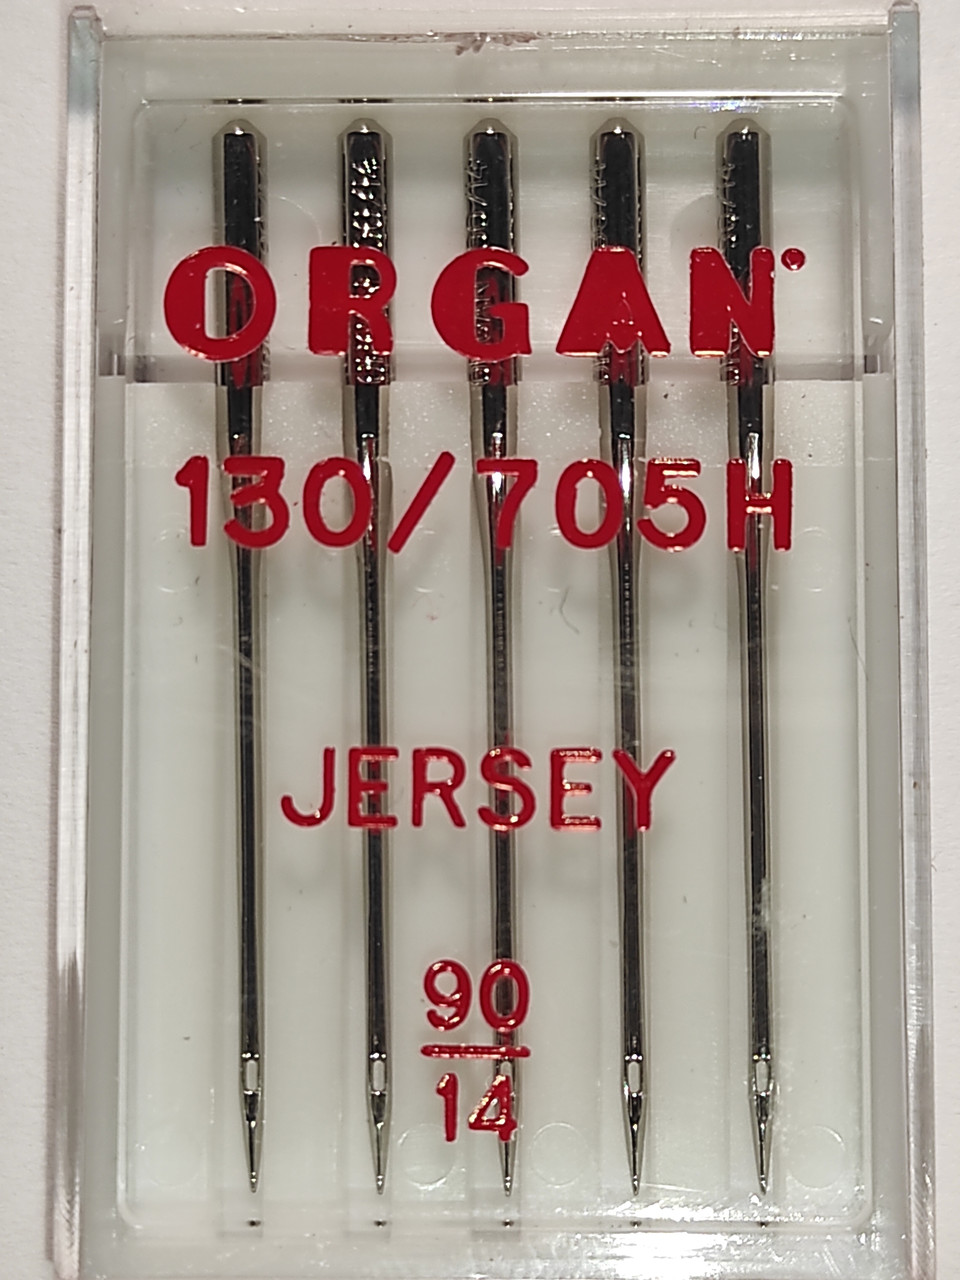 ORGAN
130/705H
JERSEY
90
14